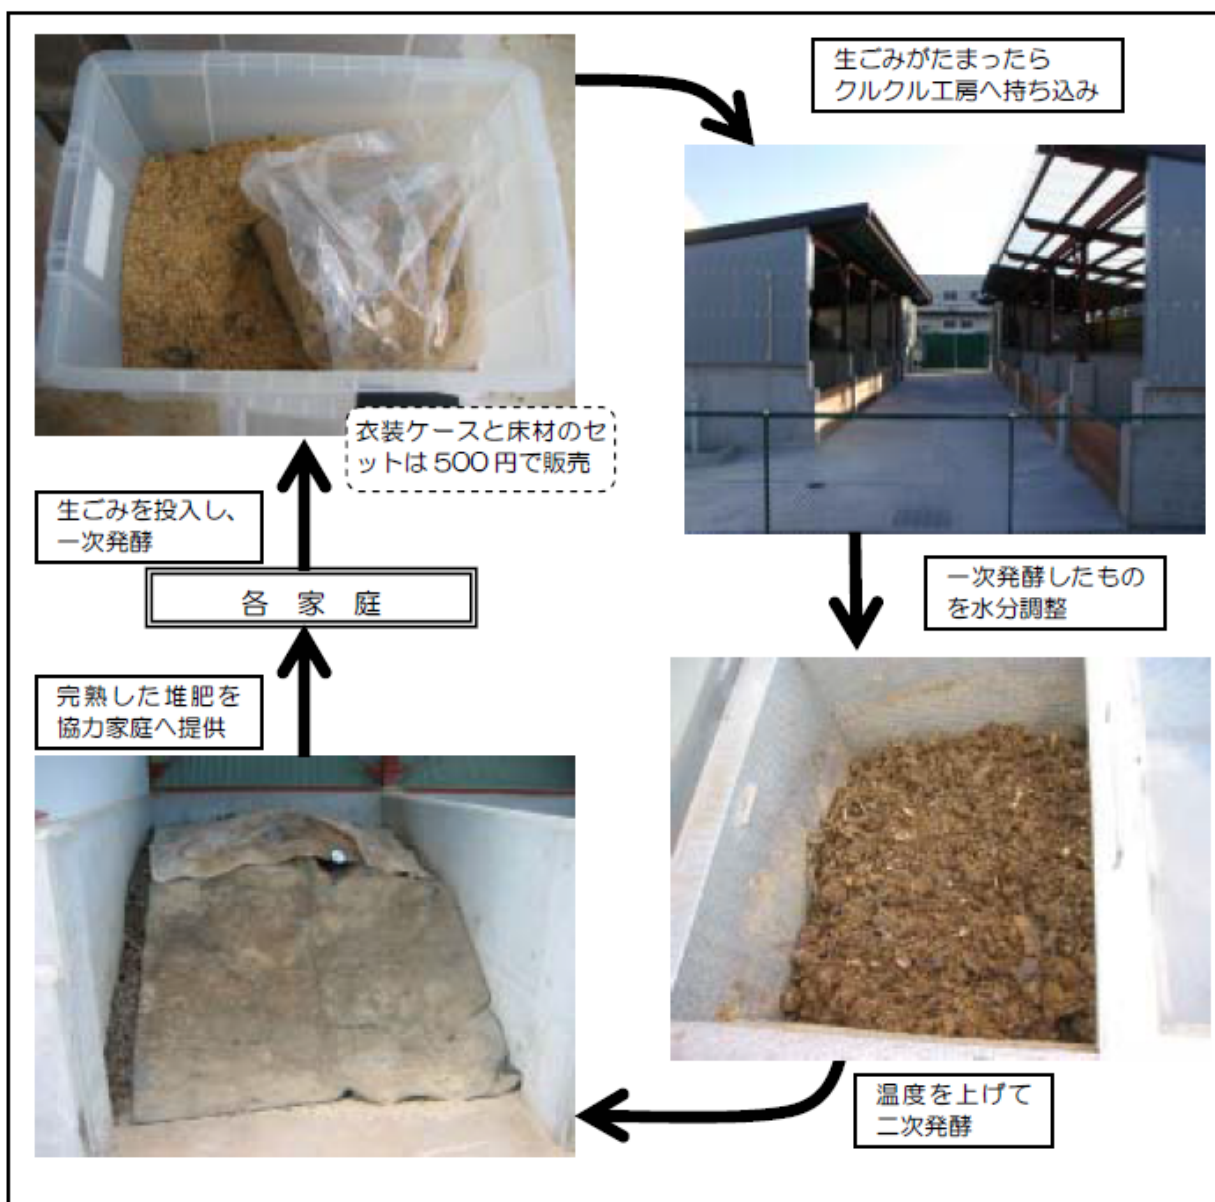 生ごみがたまったら
クルクル工房へ持ち込み
衣装ケースと床材のセ
ットは500円で販売
生ごみを投入し、
一次発酵
各家庭
一次発酵したもの
を水分調整
完熟した堆肥を
協力家庭へ提供
温度を上げて
二次発酵